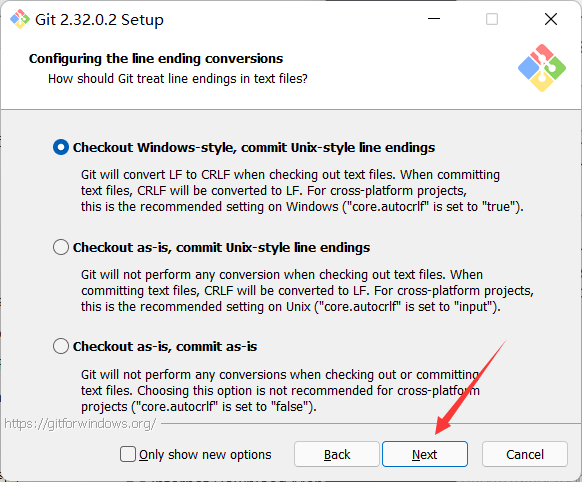 Git 2.32.0.2 Setup
Configuring the line ending conversions
How should Git treat line endings in text files?
Checkout Windows-style, commit Unix-style line endings
Git will convert LF to CRLF when checking out text files. When committing
text files, CRLF will be converted to LF. For cross-platform projects,
this is the recommended setting on Windows ("core.autocrlf" is set to "true").
Checkout as-is, commit Unix-style line endings
Git will not perform any conversion when checking out text files. When
committing text files, CRLF will be converted to LF. For cross-platform projects,
this is the recommended setting on Unix ("core.autocrlf" is set to "input").
Checkout as-is, commit as-is
Git will not perform any conversions when checking out or committing
text files. Choosing this option is not recommended for cross-platform
projects ("core.autocrlf" is set to "false").
https://gitforwindows.org/
Only show new options
Back
Next
Cancel